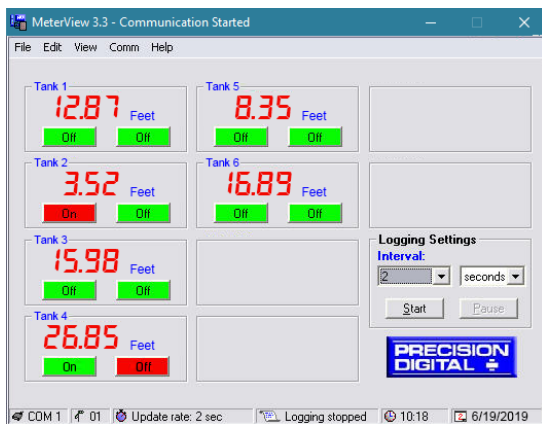 MeterView 3.3 - Communication Started
File Edit View Comm Help
Tank 1
12.87 Feet
Off Off
Tank 2
3.52 Feet
On Off
Tank 3
15.98 Feet
Off Off
Tank 4
26.85 Feet
On Off
Tank 5
8.35 Feet
Off Off
Tank 6
16.89 Feet
Off Off
Logging Settings
Interval:
2 seconds
Start Pause
PRECISION
DIGITAL
COM 1 01 Update rate: 2 sec Logging stopped 10:18 6/19/2019